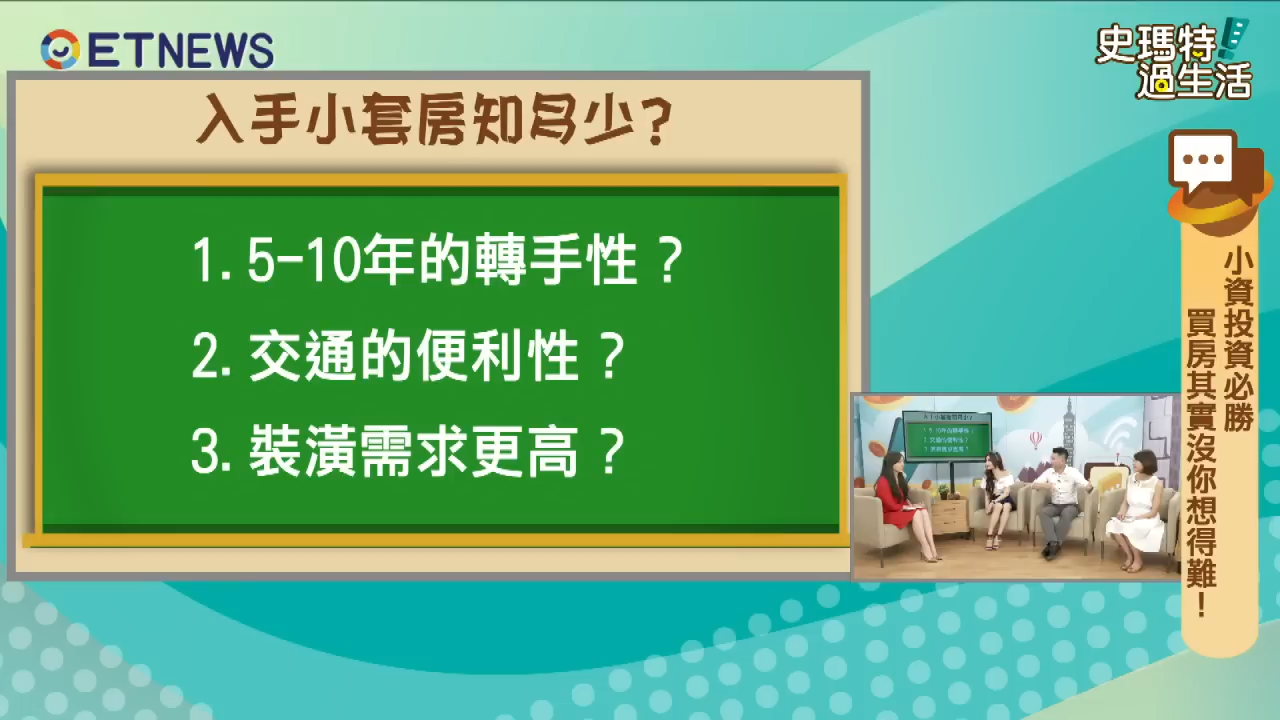 ETNEWS
史瑪特
過生活
入手小套房知多少?
1. 5-10年的轉手性？
2. 交通的便利性？
3. 裝潢需求更高？
小資投資必勝
買房其實沒你想得難！